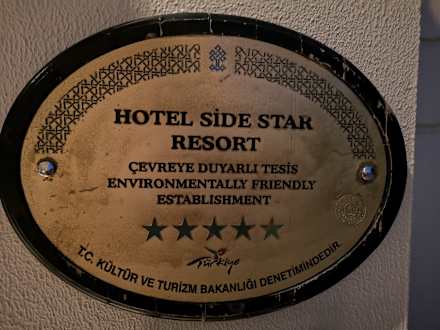 HOTEL SİDE STAR
RESORT
ÇEVREYE DUYARLI TESİS
ENVIRONMENTALLY FRIENDLY
ESTABLISHMENT
Türkiye
T.C. KÜLTÜR VE TURİZM BAKANLIĞI DENETİMİNDEDİR.